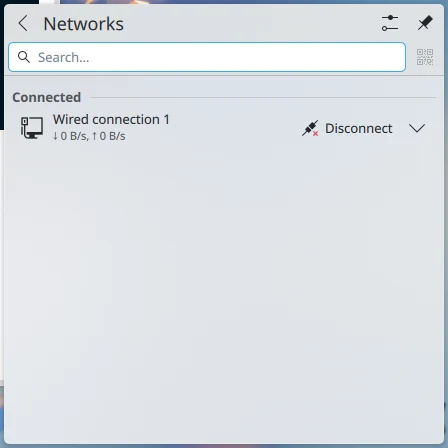 Networks
Search...
Connected
Wired connection 1
↓ 0 B/s, ↑ 0 B/s
Disconnect